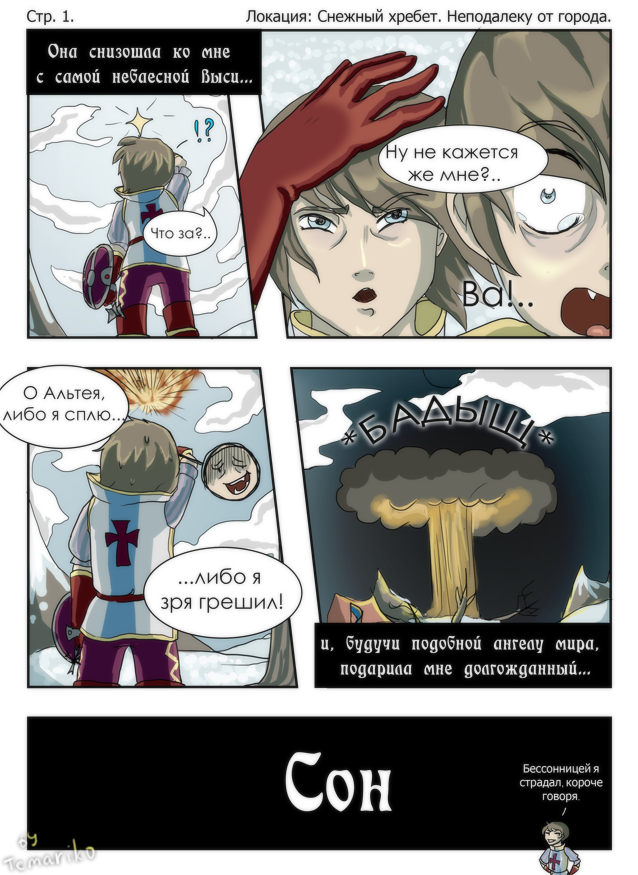 Стр. 1.
Локация: Снежный хребет. Неподалеку от города.
Она снизошла ко мне
с самой небесной Выси...
!?
Что за?..
Ну не кажется
же мне?..
Ва!..
О Альтея,
либо я сплю...
...либо я
зря грешил!
*БАДЫЩ*
и, будучи подобной ангелу мира,
подарила мне долгожданный...
Сон
Бессонницей я
страдал, короче
говоря.
by
Temariko